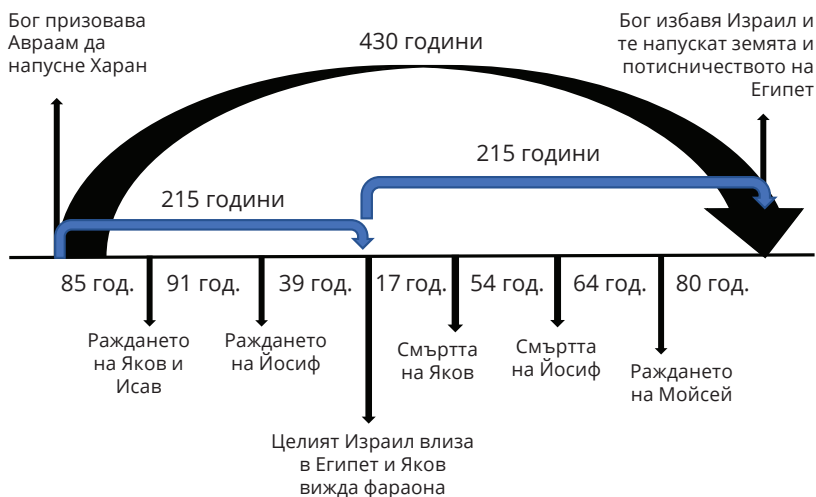 Бог призовава
Авраам да
напусне Харан
430 години
Бог избавя Израил и
те напускат земята и
потисничеството на
Египет
215 години
215 години
85 год.
91 год.
39 год.
17 год.
54 год.
64 год.
80 год.
Раждането
на Яков и
Исав
Раждането
на Йосиф
Целият Израил влиза
в Египет и Яков
вижда фараона
Смъртта
на Яков
Смъртта
на Йосиф
Раждането
на Мойсей